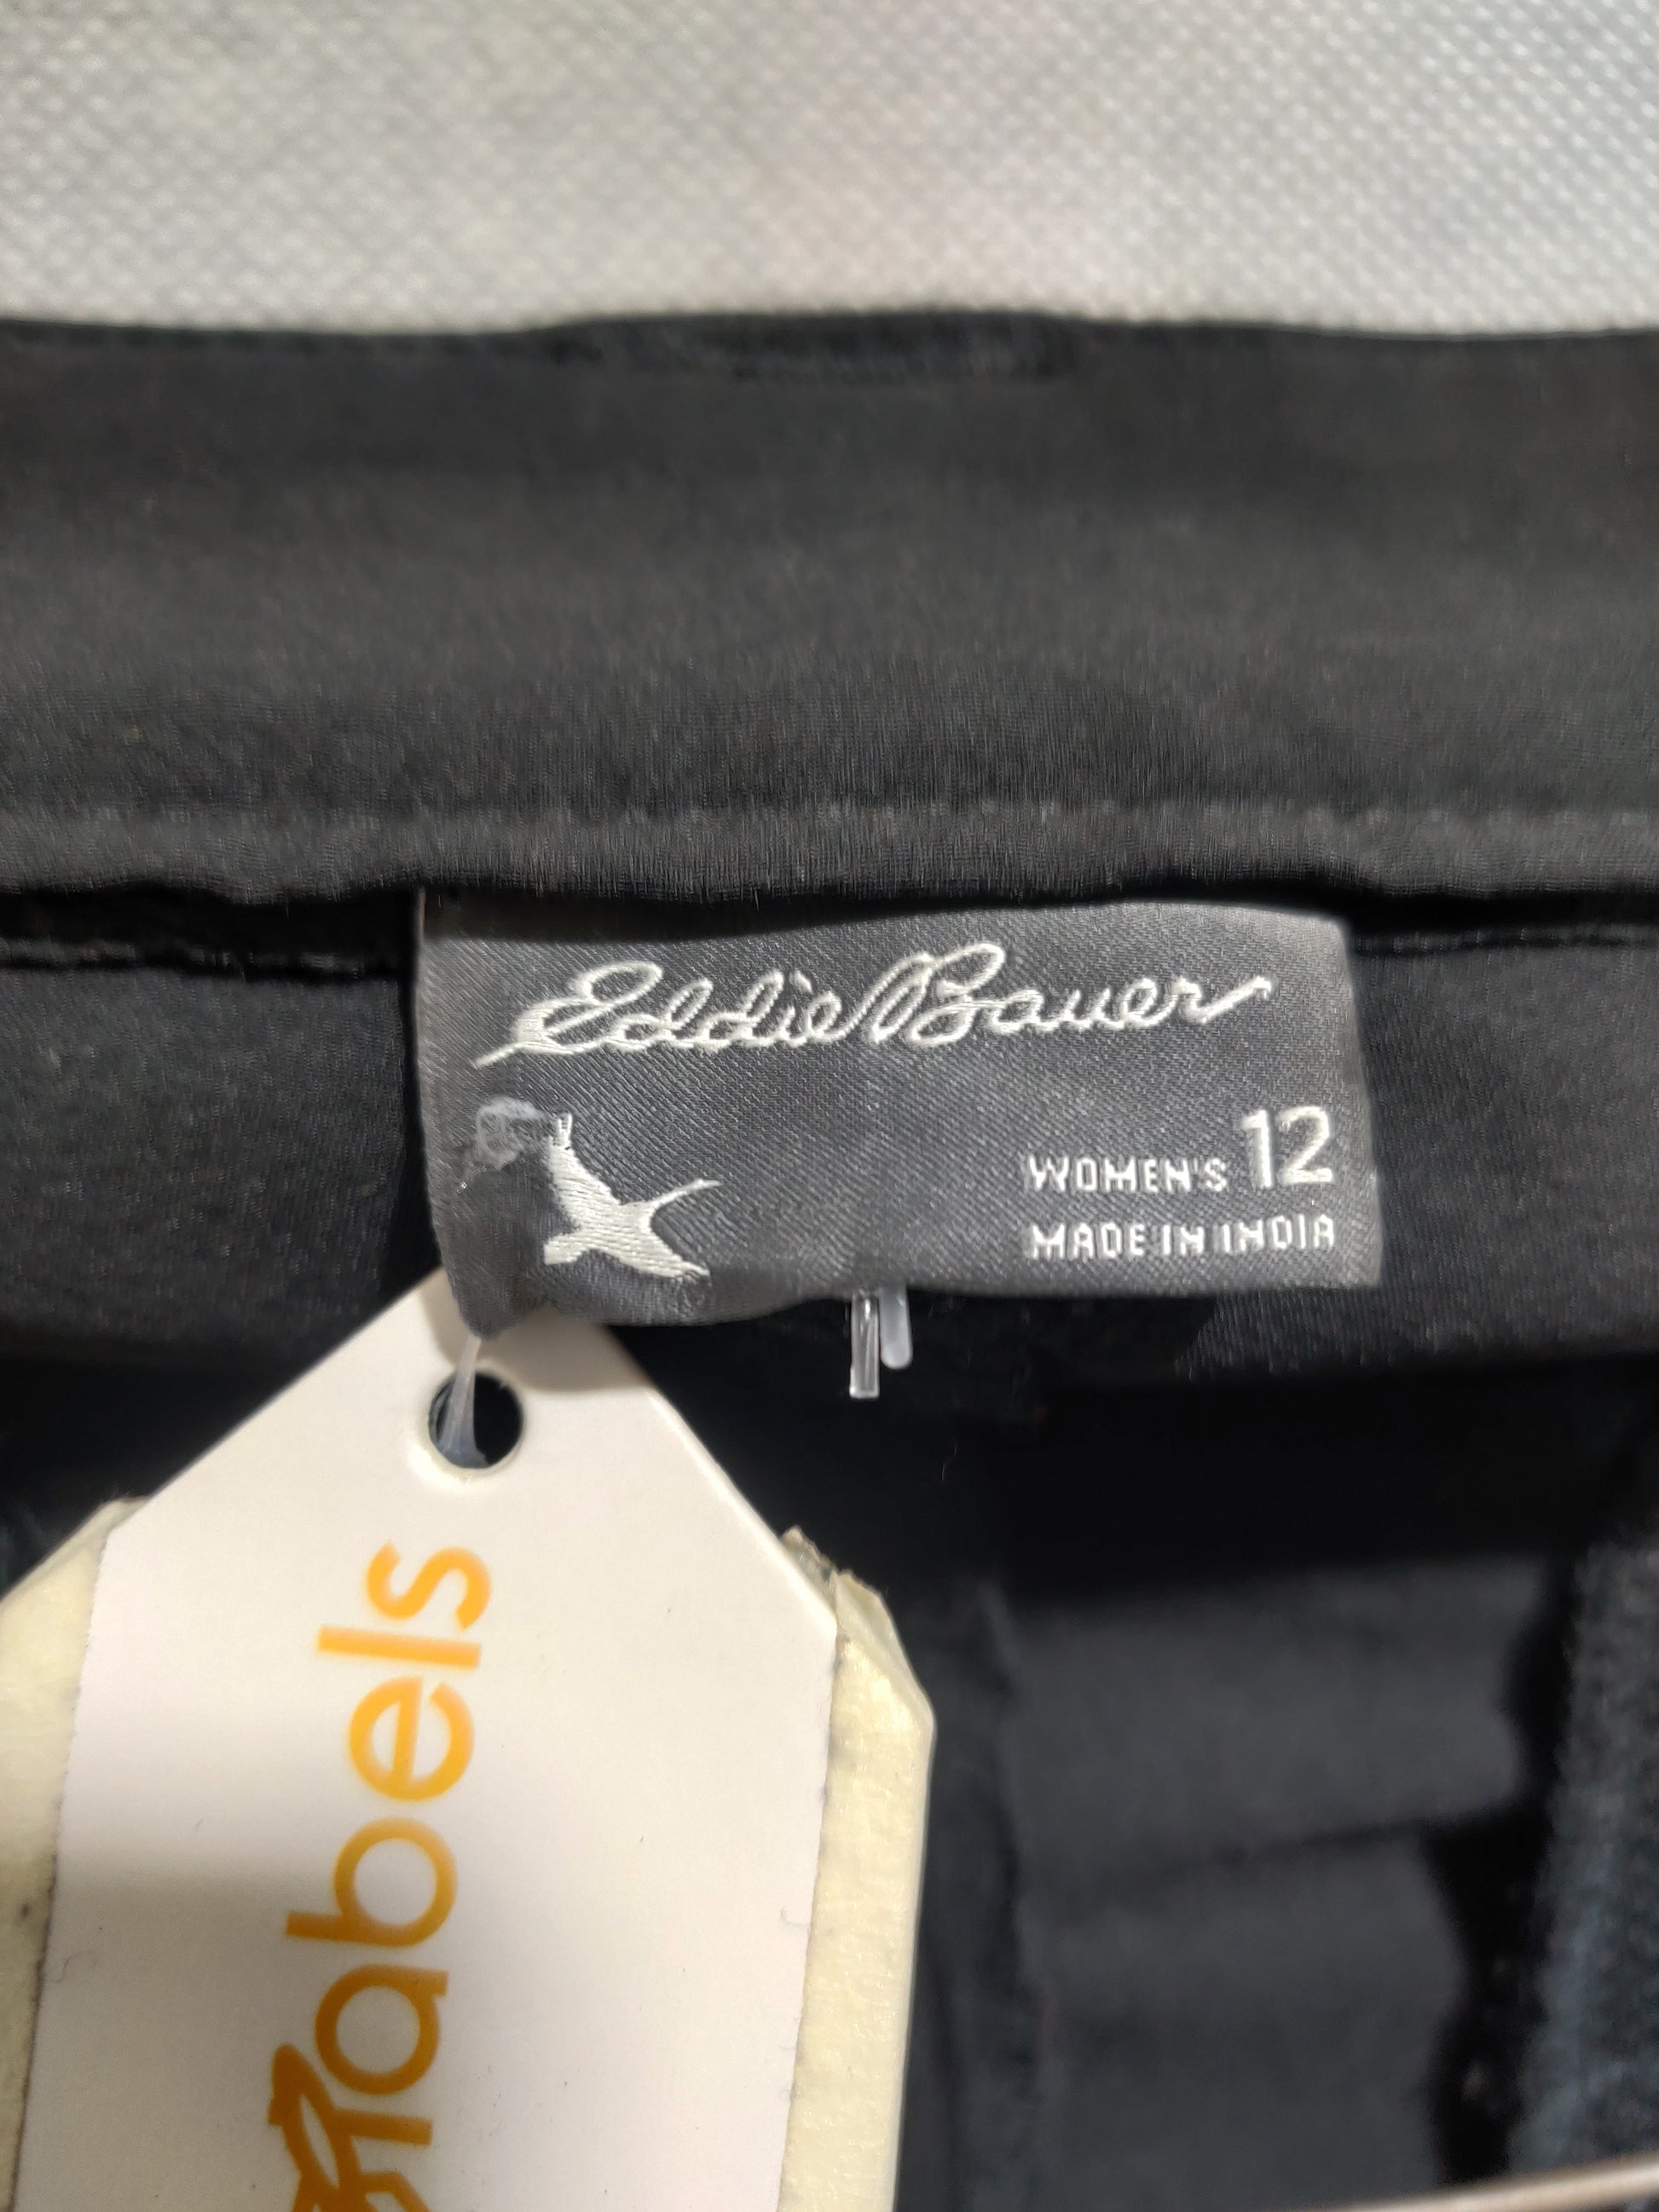 Eddie Bauer
WOMEN'S 12
MADE IN INDIA
abels